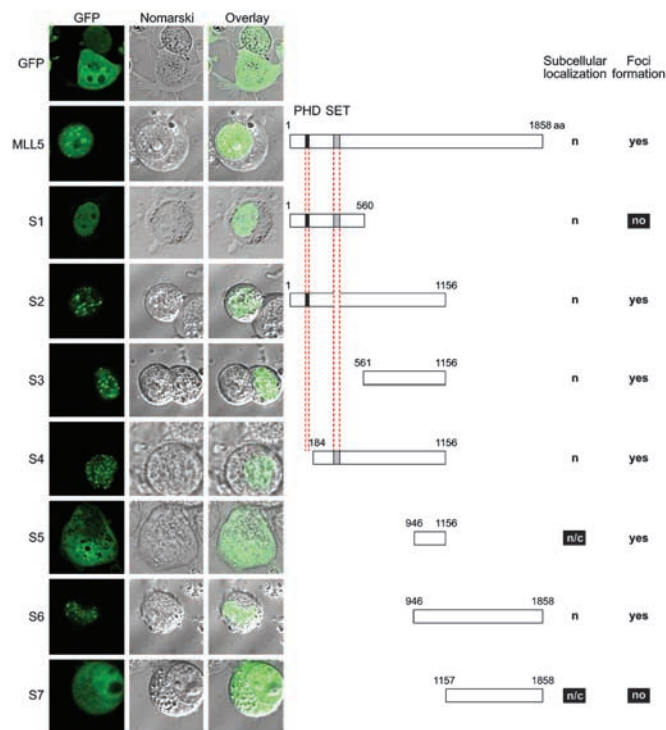 GFP Nomarski Overlay
Subcellular localization Foci formation
GFP
PHD SET
MLL5 1 1858 aa n yes
S1 1 560 n no
S2 1 1156 n yes
S3 561 1156 n yes
S4 184 1156 n yes
S5 946 1156 n/c yes
S6 946 1858 n yes
S7 1157 1858 n/c no